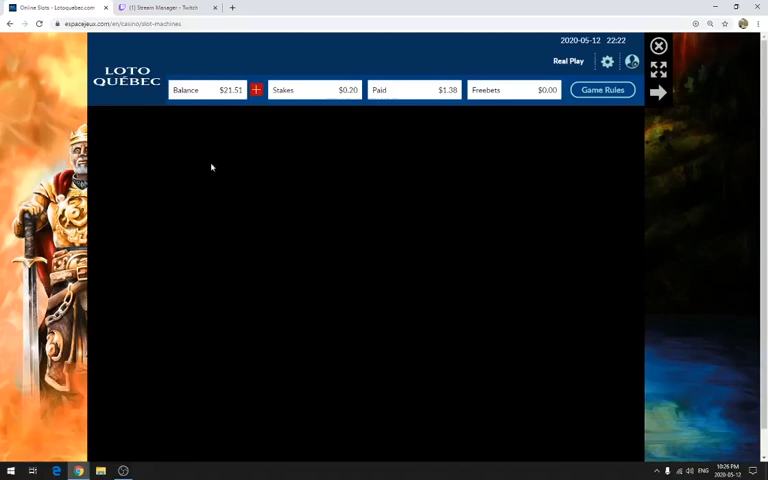 Online Slots - Lotoquebec.com
(1) Stream Manager - Twitch
espacejeux.com/en/casino/slot-machines
2020-05-12 22:22
Real Play
LOTO
QUÉBEC
Balance $21.51
Stakes $0.20
Paid $1.38
Freebets $0.00
Game Rules
ENG
10:26 PM
2020-05-12